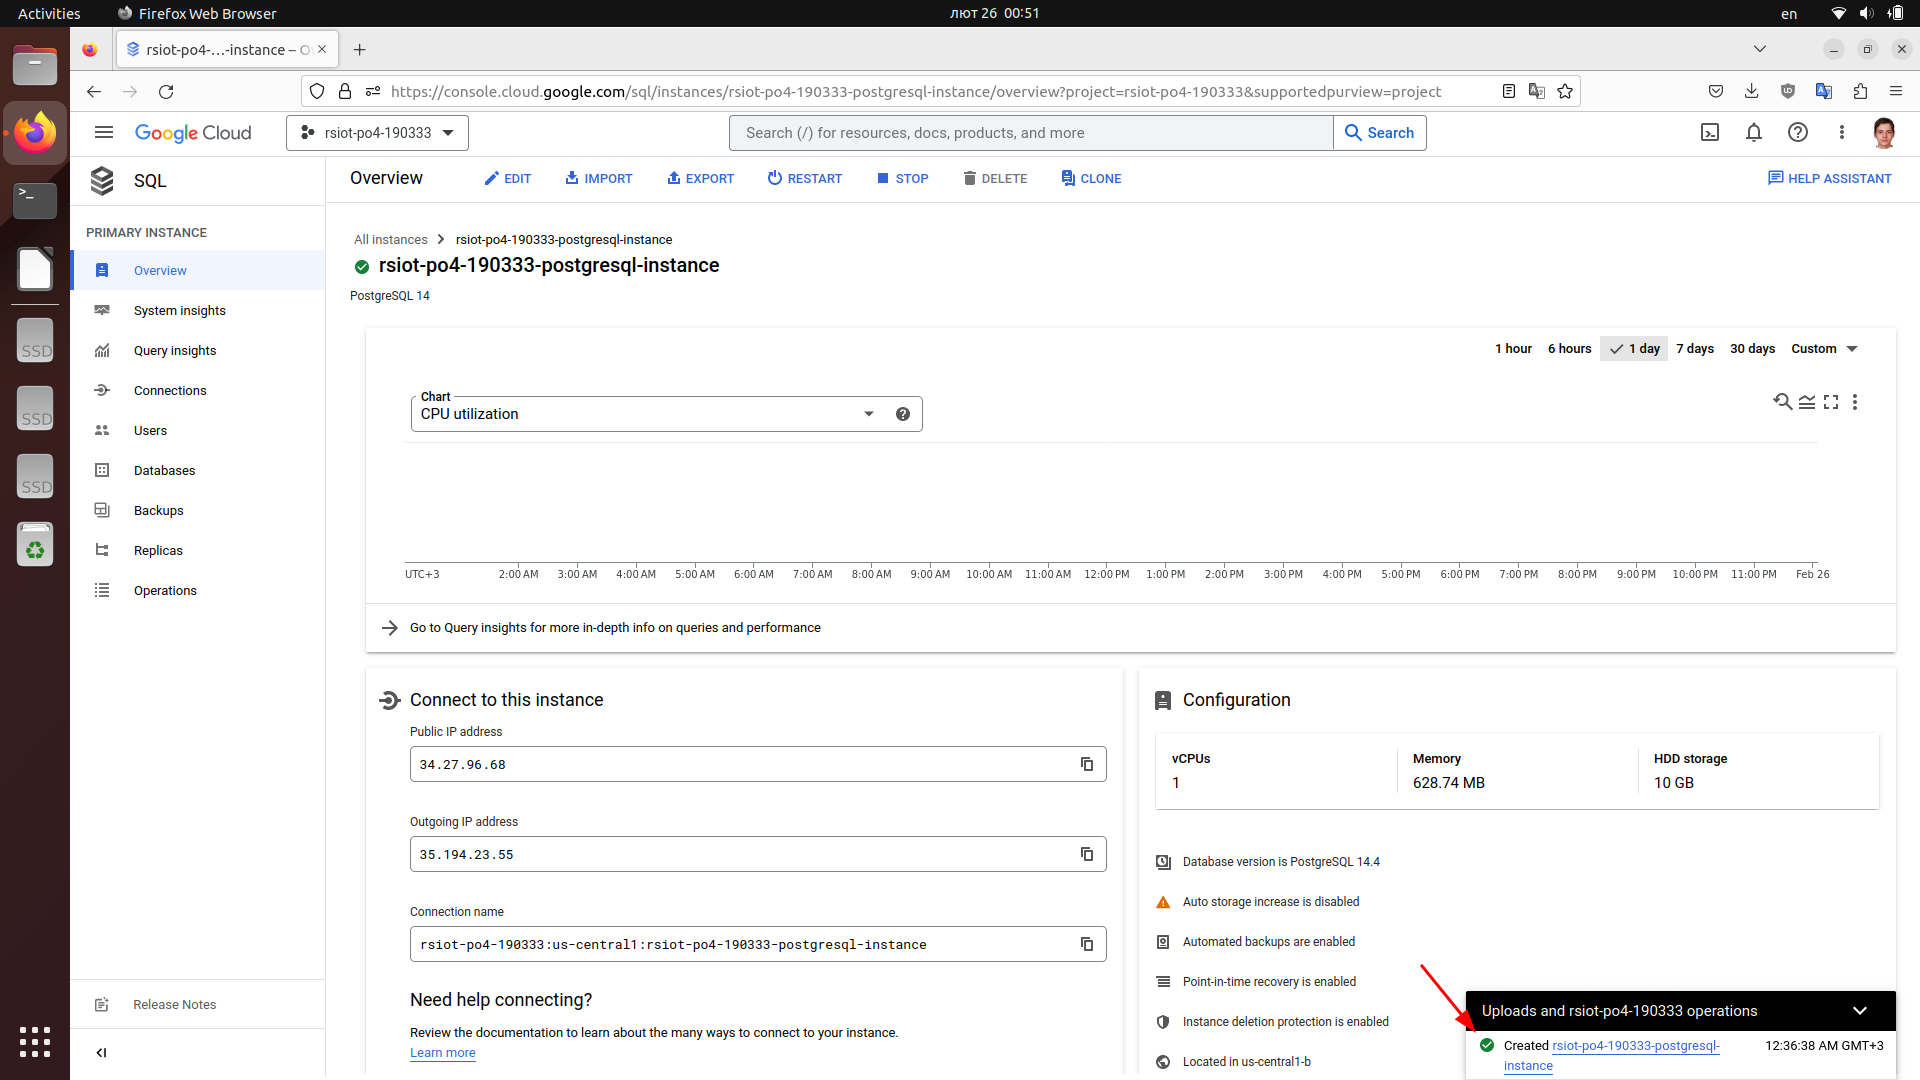 Activities
Firefox Web Browser
лют 26 00:51
en
rsiot-po4-…-instance – O
https://console.cloud.google.com/sql/instances/rsiot-po4-190333-postgresql-instance/overview?project=rsiot-po4-190333&supportedpurview=project
Google Cloud
rsiot-po4-190333
Search (/) for resources, docs, products, and more
Search
SQL
Overview
EDIT
IMPORT
EXPORT
RESTART
STOP
DELETE
CLONE
HELP ASSISTANT
PRIMARY INSTANCE
Overview
System insights
Query insights
Connections
Users
Databases
Backups
Replicas
Operations
Release Notes
SSD
SSD
SSD
All instances
rsiot-po4-190333-postgresql-instance
rsiot-po4-190333-postgresql-instance
PostgreSQL 14
1 hour
6 hours
1 day
7 days
30 days
Custom
Chart
CPU utilization
UTC+3
2:00 AM
3:00 AM
4:00 AM
5:00 AM
6:00 AM
7:00 AM
8:00 AM
9:00 AM
10:00 AM
11:00 AM
12:00 PM
1:00 PM
2:00 PM
3:00 PM
4:00 PM
5:00 PM
6:00 PM
7:00 PM
8:00 PM
9:00 PM
10:00 PM
11:00 PM
Feb 26
Go to Query insights for more in-depth info on queries and performance
Connect to this instance
Public IP address
34.27.96.68
Outgoing IP address
35.194.23.55
Connection name
rsiot-po4-190333:us-central1:rsiot-po4-190333-postgresql-instance
Need help connecting?
Review the documentation to learn about the many ways to connect to your instance.
Learn more
Configuration
vCPUs
1
Memory
628.74 MB
HDD storage
10 GB
Database version is PostgreSQL 14.4
Auto storage increase is disabled
Automated backups are enabled
Point-in-time recovery is enabled
Instance deletion protection is enabled
Located in us-central1-b
Uploads and rsiot-po4-190333 operations
Created rsiot-po4-190333-postgresql-
instance
12:36:38 AM GMT+3